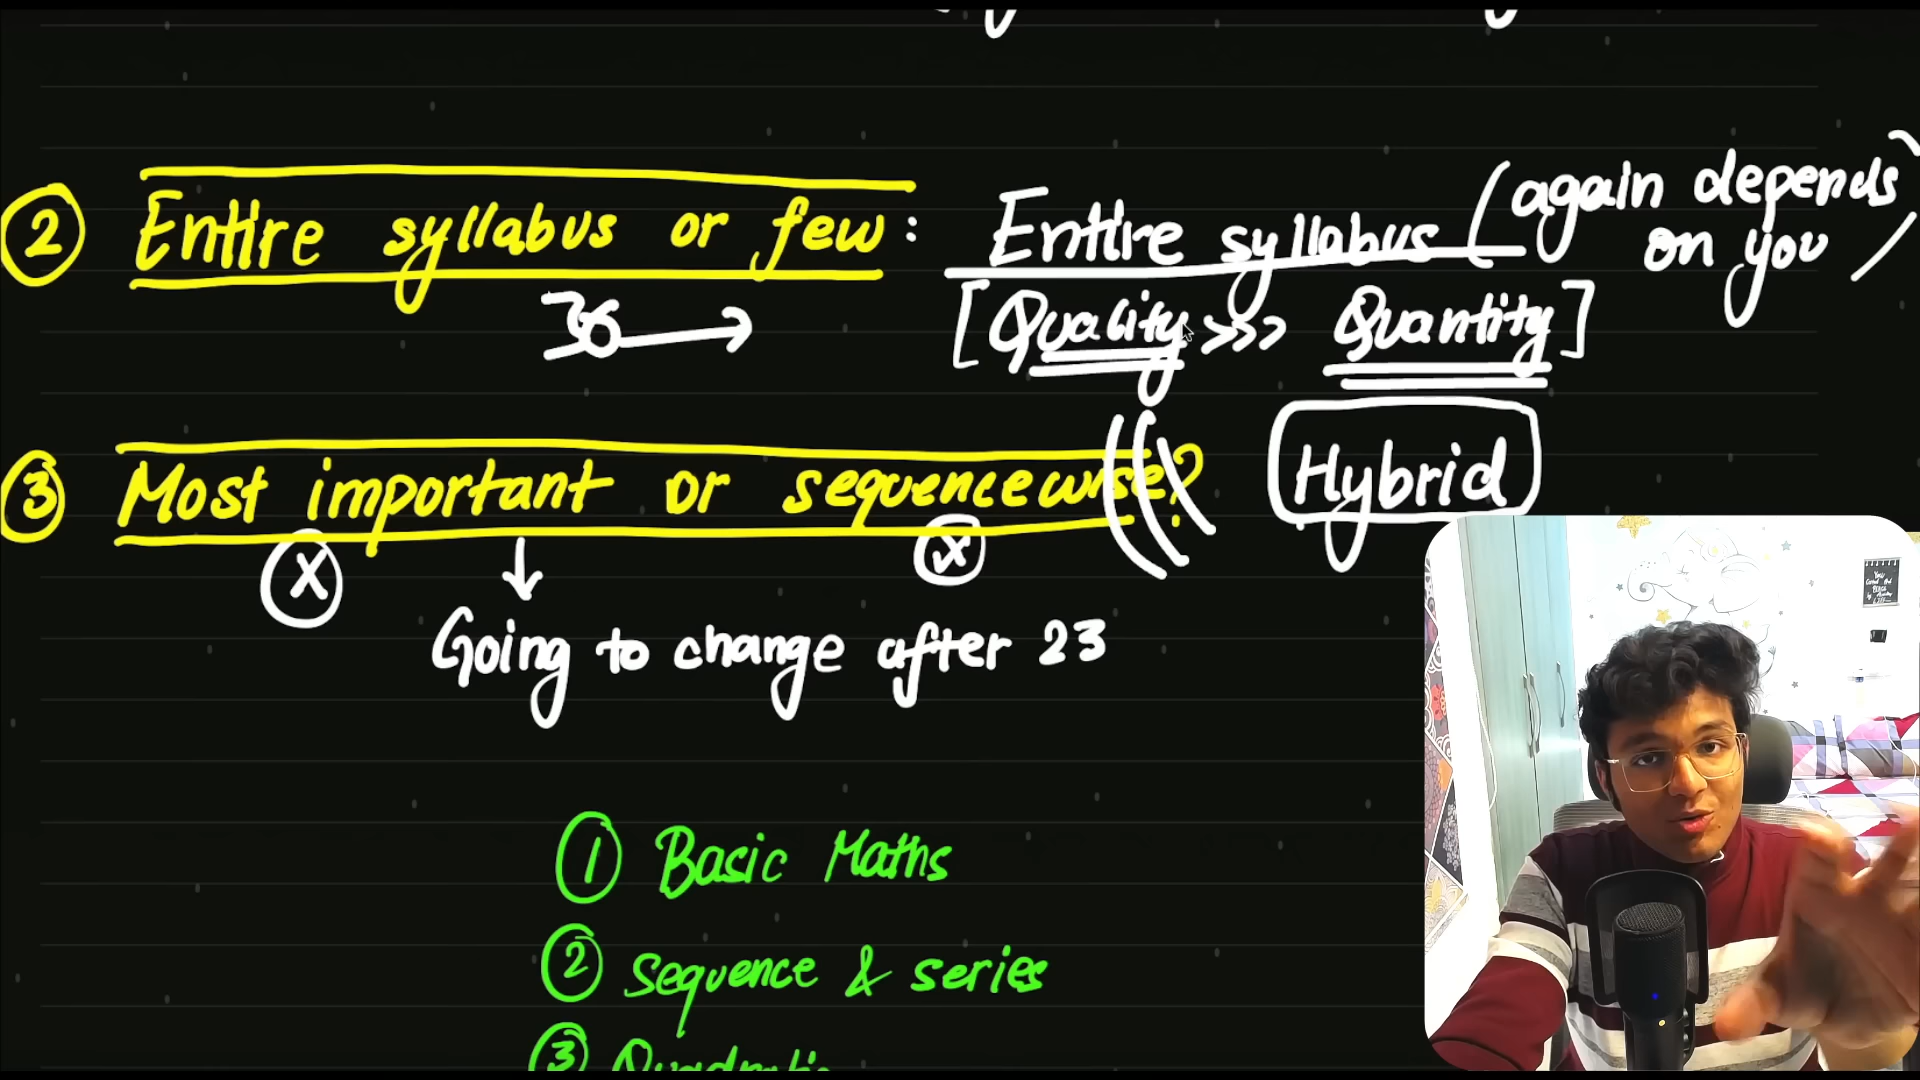 ② Entire syllabus or few : Entire syllabus (again depends on you)
36 →
[Quality >>> Quantity]
③ Most important or sequencewise? Hybrid
X X
↓
Going to change after 23
① Basic Maths
② Sequence & series
③